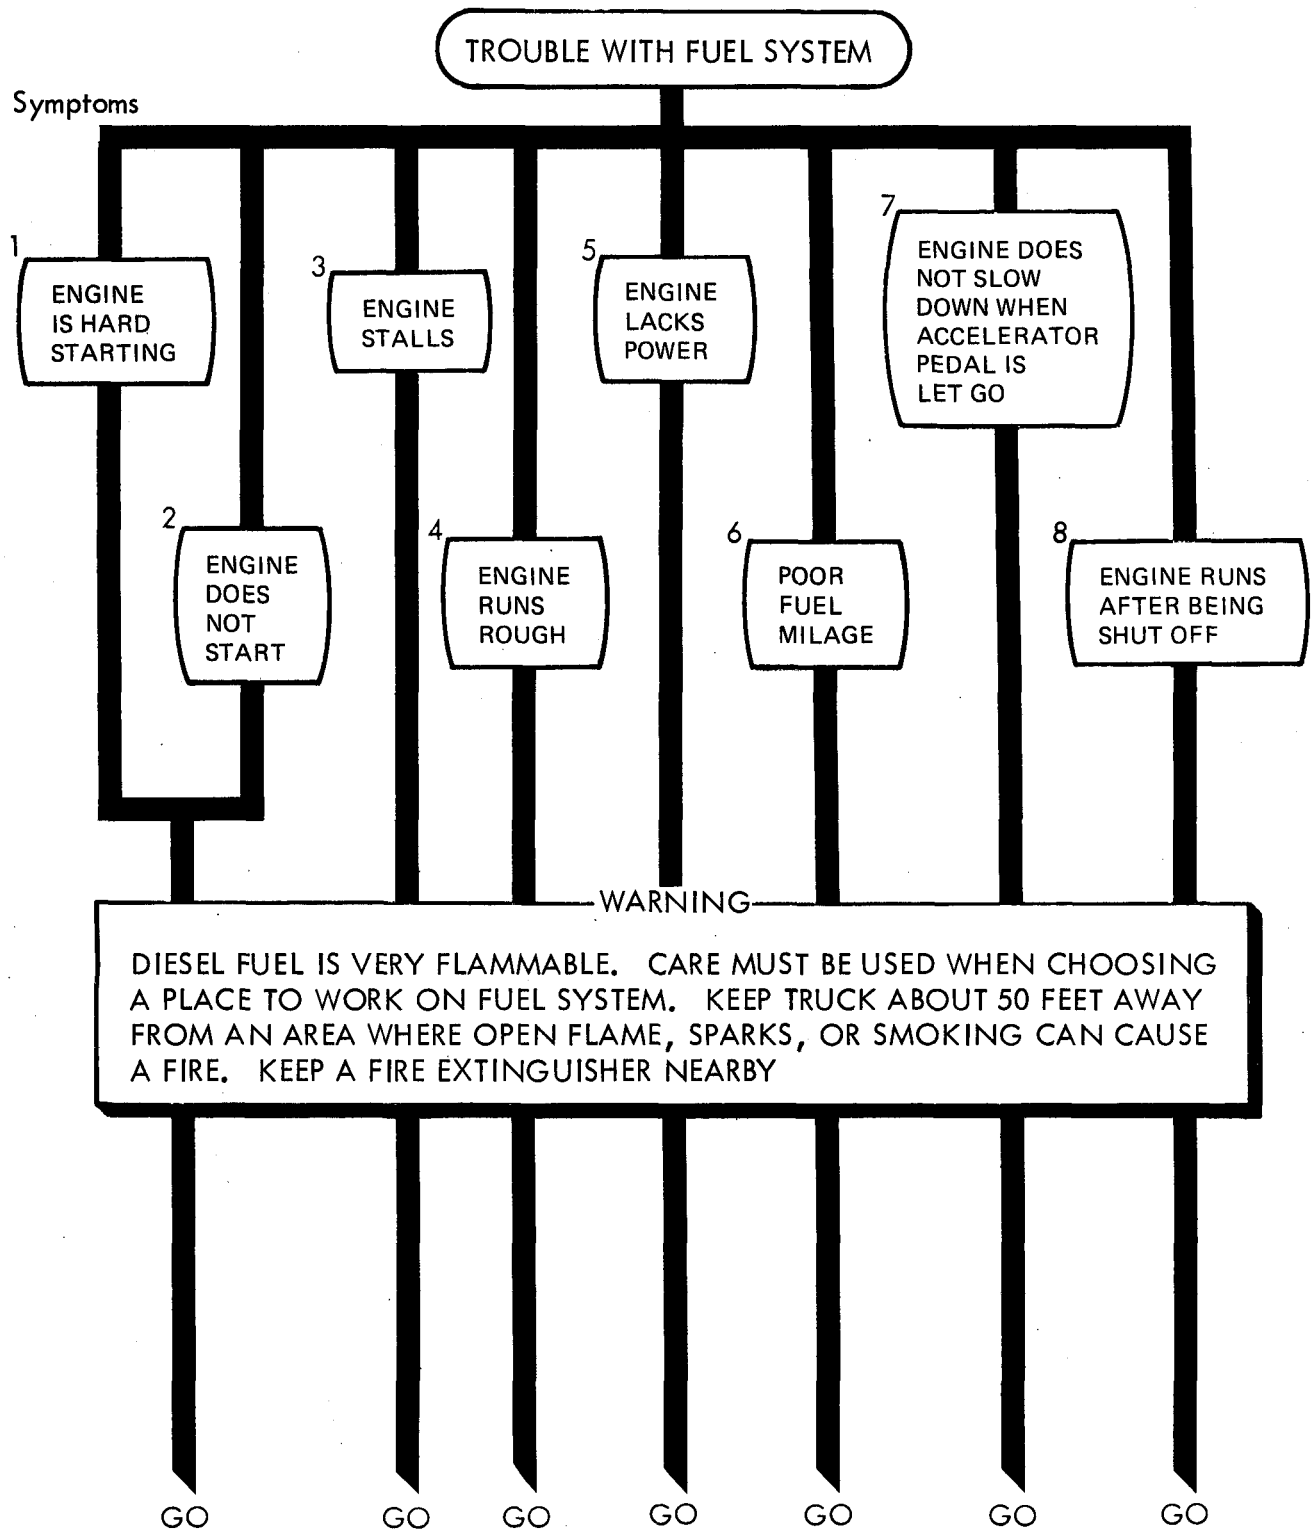 TROUBLE WITH FUEL SYSTEM
Symptoms
1
ENGINE
IS HARD
STARTING
2
ENGINE
DOES
NOT
START
3
ENGINE
STALLS
4
ENGINE
RUNS
ROUGH
5
ENGINE
LACKS
POWER
6
POOR
FUEL
MILAGE
7
ENGINE DOES
NOT SLOW
DOWN WHEN
ACCELERATOR
PEDAL IS
LET GO
8
ENGINE RUNS
AFTER BEING
SHUT OFF
WARNING
DIESEL FUEL IS VERY FLAMMABLE. CARE MUST BE USED WHEN CHOOSING
A PLACE TO WORK ON FUEL SYSTEM. KEEP TRUCK ABOUT 50 FEET AWAY
FROM AN AREA WHERE OPEN FLAME, SPARKS, OR SMOKING CAN CAUSE
A FIRE. KEEP A FIRE EXTINGUISHER NEARBY
GO
GO
GO
GO
GO
GO
GO